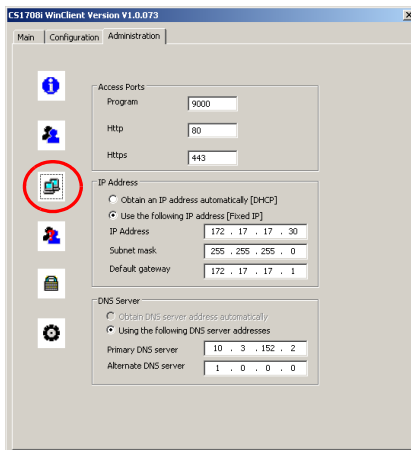 CS1708i WinClient Version V1.0.073
Main Configuration Administration
Access Ports
Program 9000
Http 80
Https 443
IP Address
Obtain an IP address automatically [DHCP]
Use the following IP address [Fixed IP]
IP Address 172 . 17 . 17 . 30
Subnet mask 255 . 255 . 255 . 0
Default gateway 172 . 17 . 17 . 1
DNS Server
Obtain DNS server address automatically
Using the following DNS server addresses
Primary DNS server 10 . 3 .152 . 2
Alternate DNS server 1 . 0 . 0 . 0